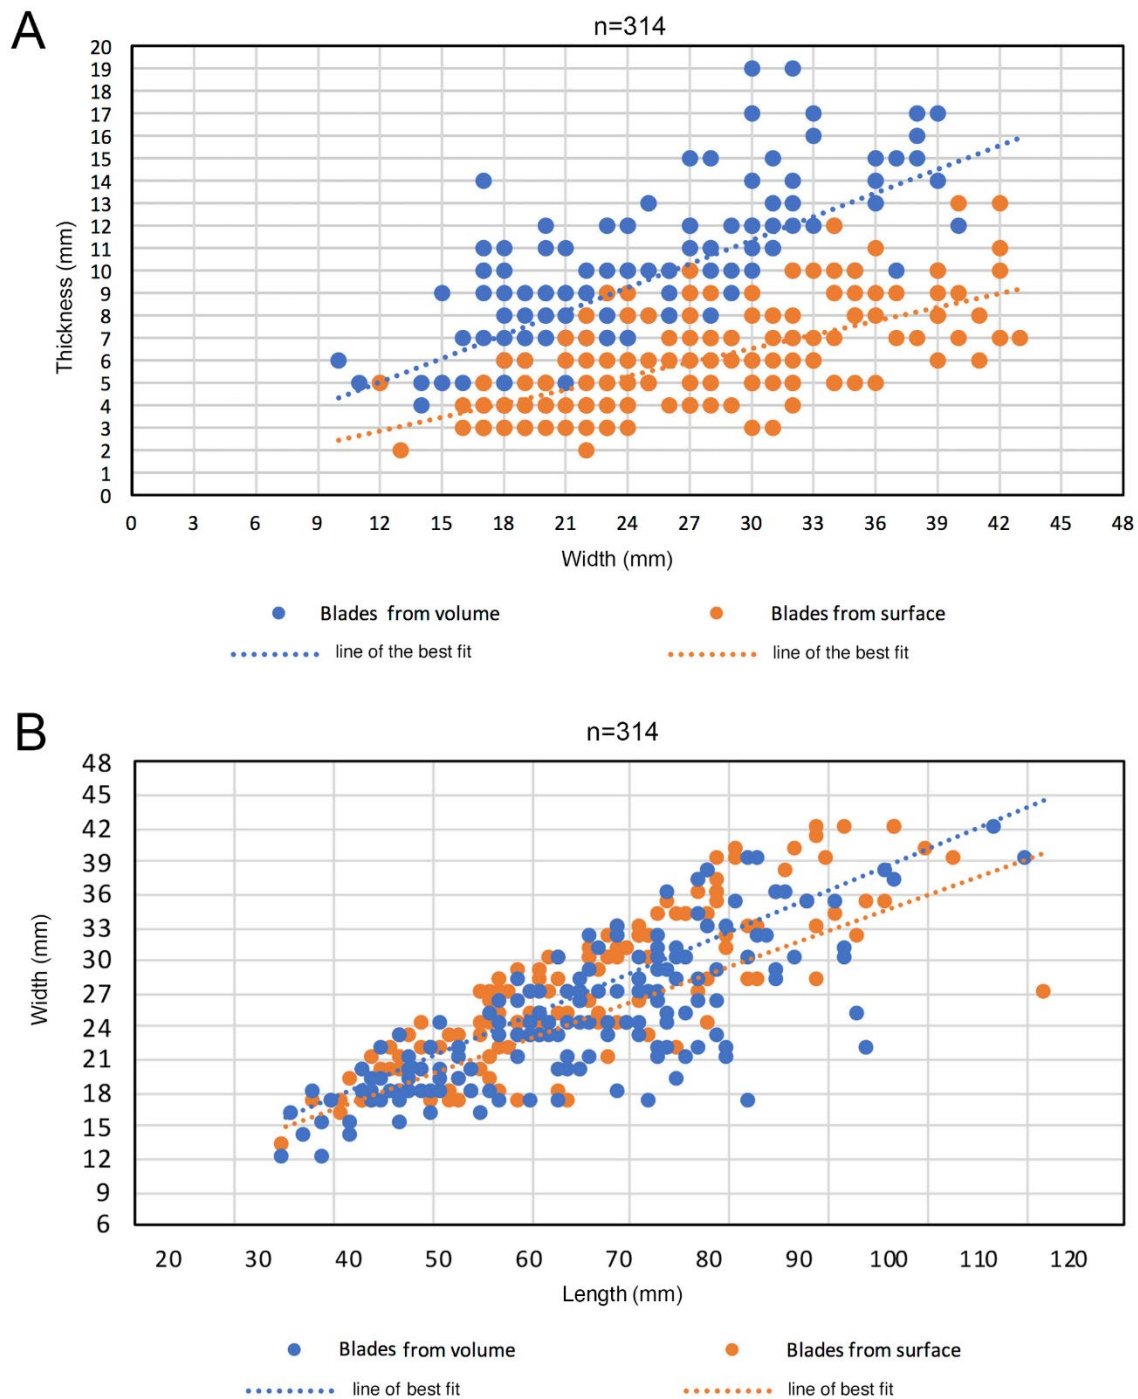 A
n=314
20
19
17
16
15
14
13
12
11
10
9
8
7
6
5
4
3
2
1
0
Thickness (mm)
0 3 6 9 12 15 18 21 24 27 30 33 36 39 42 45 48
Width (mm)
Blades from volume Blades from surface
line of the best fit line of the best fit
B
n=314
48
45
42
39
36
33
30
27
24
21
18
15
12
9
6
Width (mm)
20 30 40 50 60 70 80 90 100 110 120
Length (mm)
Blades from volume Blades from surface
line of best fit line of best fit